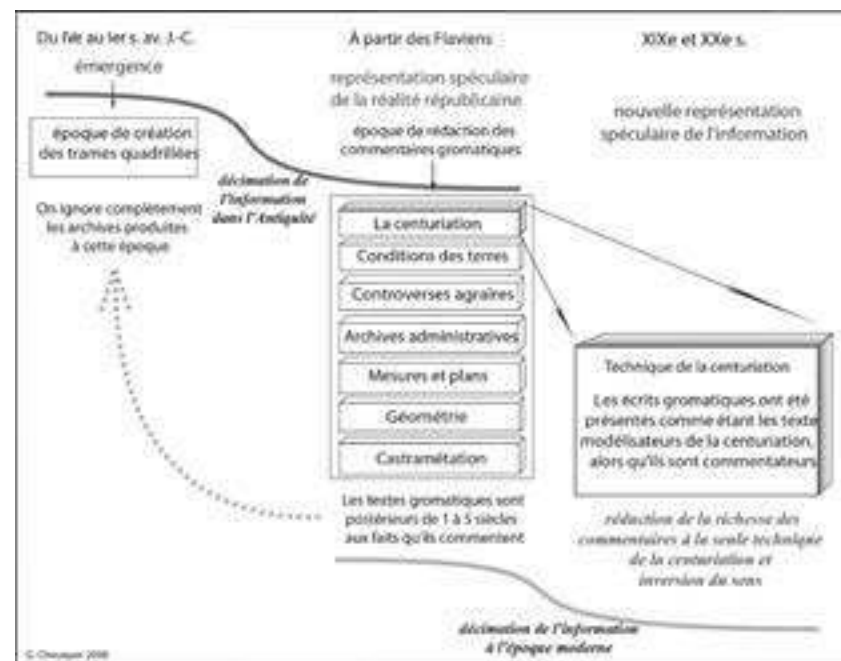 Du IVe au Ier s. av. J.-C.
émergence
époque de création
des trames quadrillées
On ignore complètement
les archives produites
à cette époque
décimation de
l'information
dans l'Antiquité
À partir des Flaviens
représentation spéculaire
de la réalité républicaine
époque de rédaction des
commentaires gromatiques
La centuriation
Conditions des terres
Controverses agraires
Archives administratives
Mesures et plans
Géométrie
Castramétation
Les textes gromatiques sont
postérieurs de 1 à 5 siècles
aux faits qu'ils commentent
XIXe et XXe s.
nouvelle représentation
spéculaire de l'information
Technique de la centuriation
Les écrits gromatiques ont été
présentés comme étant les texte
modélisateurs de la centuriation,
alors qu'ils sont commentateurs
réduction de la richesse des
commentaires à la seule technique
de la centuriation et
inversion du sens
décimation de l'information
à l'époque moderne
G. Chouquer 2008